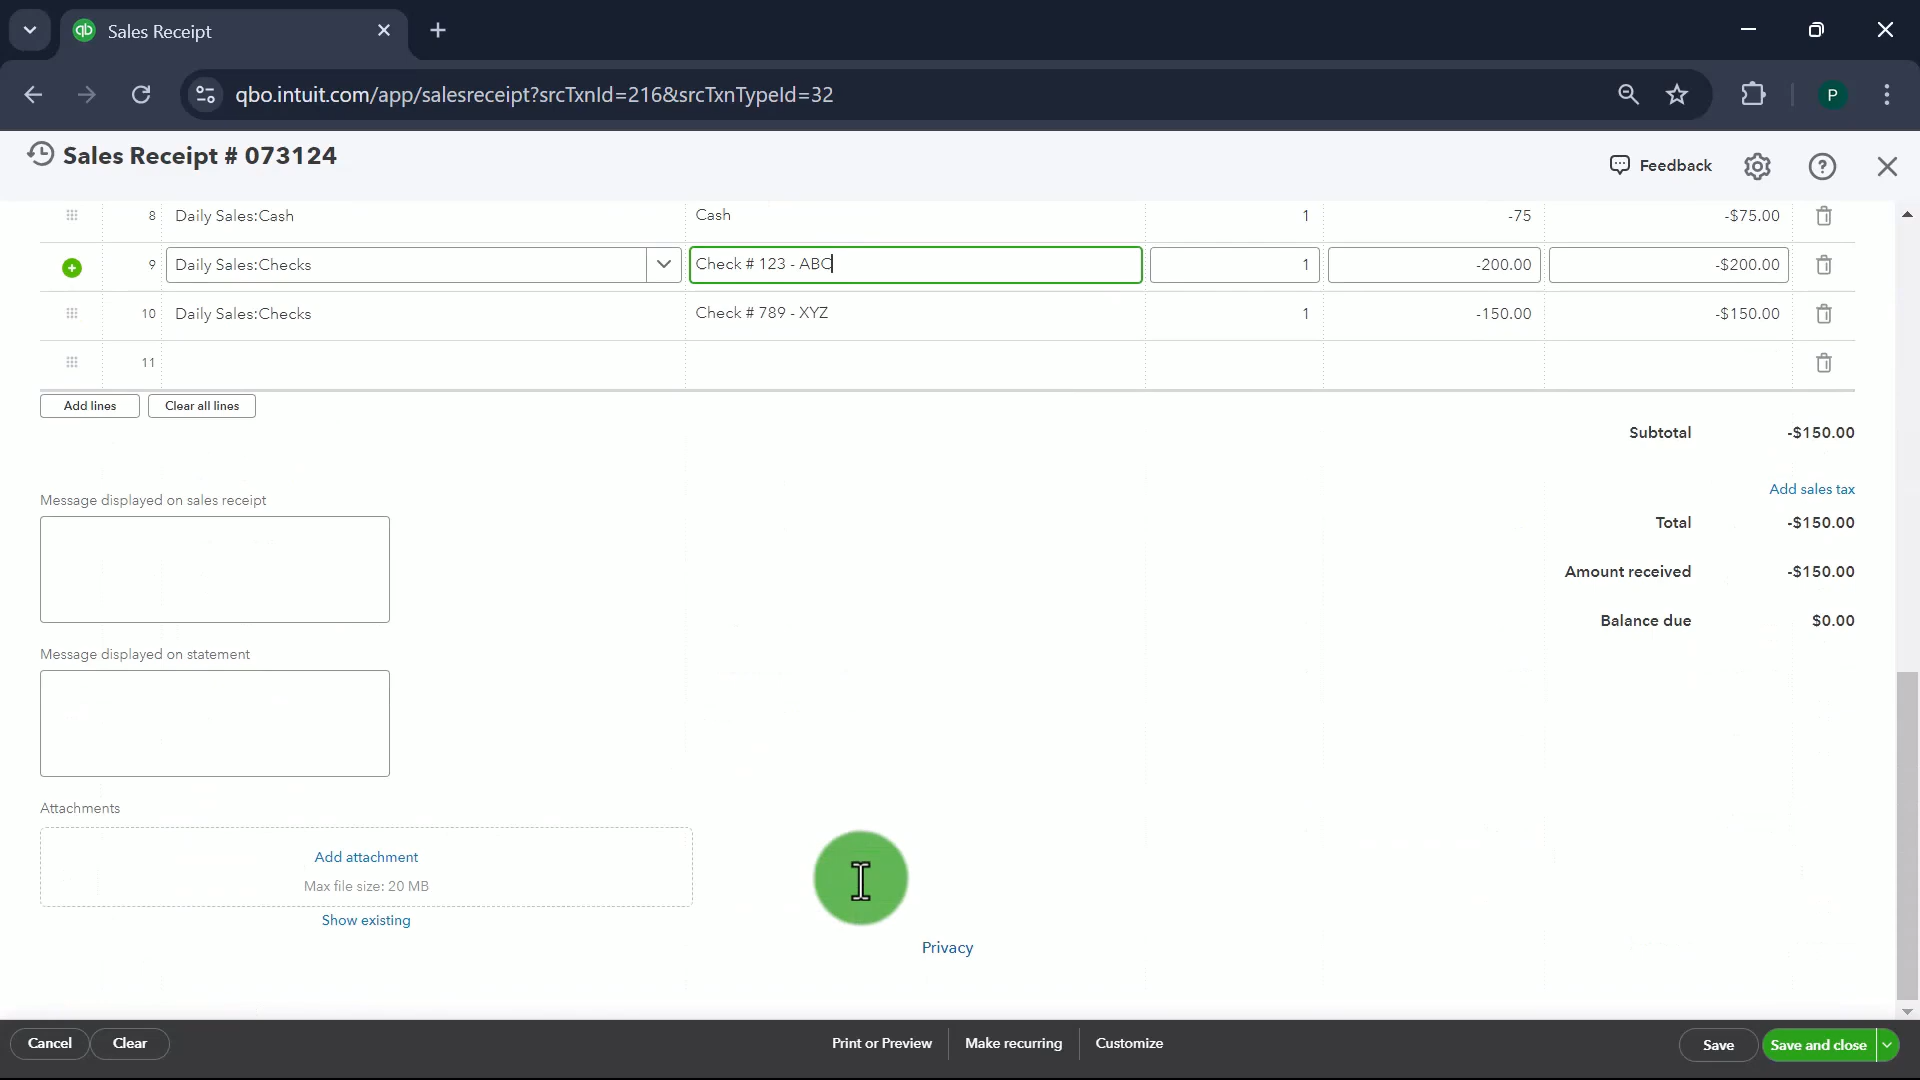 Sales Receipt
qbo.intuit.com/app/salesreceipt?srcTxnId=216&srcTxnTypeId=32
P
Sales Receipt # 073124
Feedback
8 Daily Sales:Cash Cash 1 -75 -$75.00
9 Daily Sales:Checks Check # 123 - ABC 1 -200.00 -$200.00
10 Daily Sales:Checks Check # 789 - XYZ 1 -150.00 -$150.00
11
Add lines Clear all lines
Subtotal -$150.00
Message displayed on sales receipt
Add sales tax
Total -$150.00
Amount received -$150.00
Balance due $0.00
Message displayed on statement
Attachments
Add attachment
Max file size: 20 MB
Show existing
Privacy
Cancel Clear Print or Preview Make recurring Customize Save Save and close